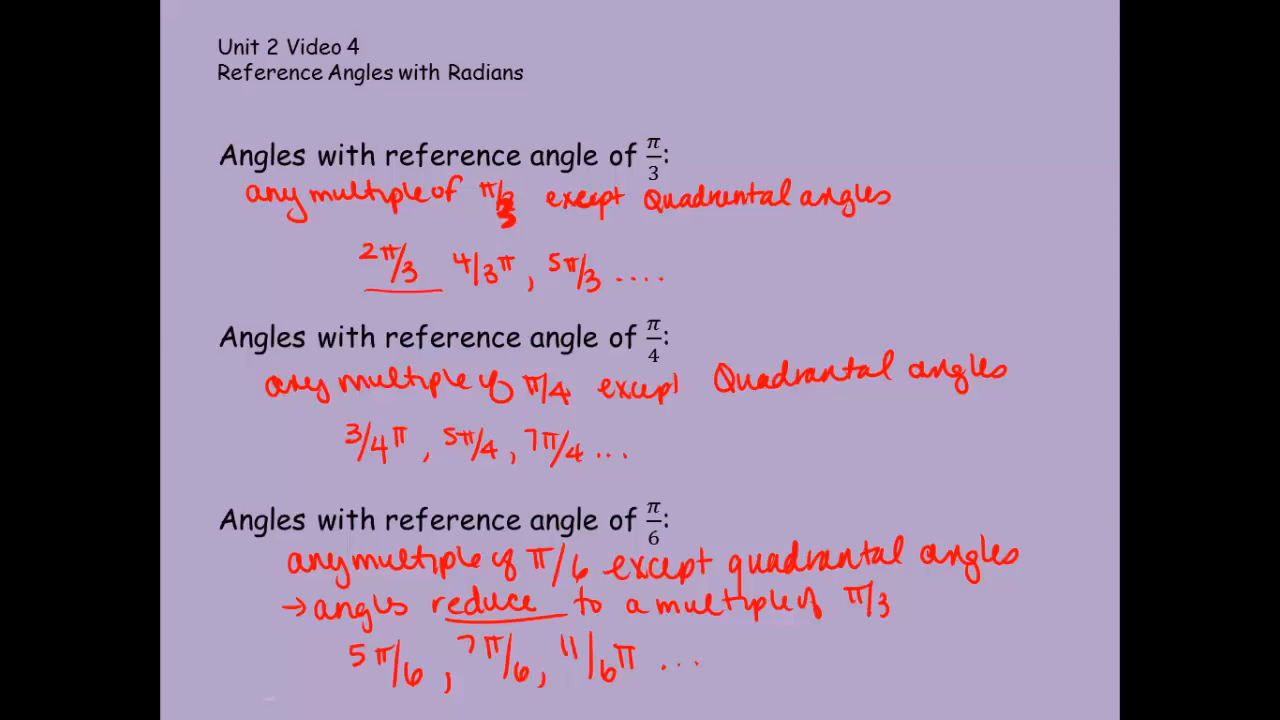 Unit 2 Video 4
Reference Angles with Radians
Angles with reference angle of π/3:
any multiple of π/3 except Quadrental angles
2π/3 4/3π, 5π/3 ....
Angles with reference angle of π/4:
any multiple of π/4 except Quadrantal angles
3/4π, 5π/4, 7π/4 ...
Angles with reference angle of π/6:
any multiple of π/6 except quadrantal angles
→ angles reduce to a multiple of π/3
5π/6, 7π/6, 11/6π ...